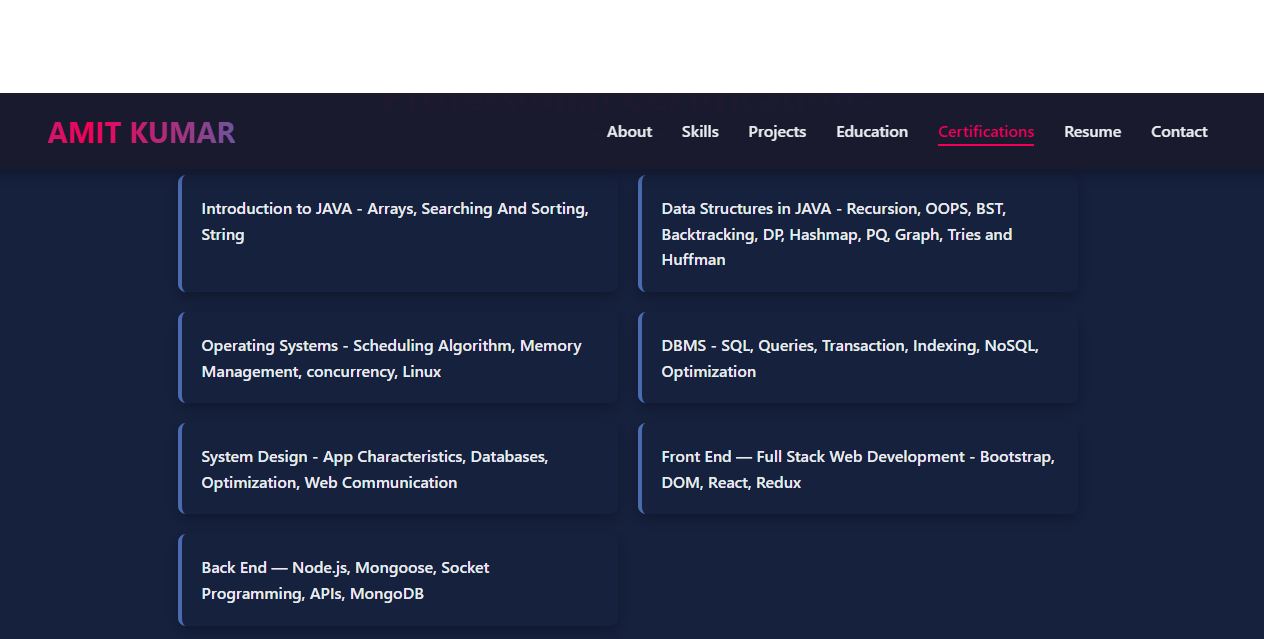 AMIT KUMAR
About Skills Projects Education Certifications Resume Contact
Introduction to JAVA - Arrays, Searching And Sorting,
String
Data Structures in JAVA - Recursion, OOPS, BST,
Backtracking, DP, Hashmap, PQ, Graph, Tries and
Huffman
Operating Systems - Scheduling Algorithm, Memory
Management, concurrency, Linux
DBMS - SQL, Queries, Transaction, Indexing, NoSQL,
Optimization
System Design - App Characteristics, Databases,
Optimization, Web Communication
Front End — Full Stack Web Development - Bootstrap,
DOM, React, Redux
Back End — Node.js, Mongoose, Socket
Programming, APIs, MongoDB